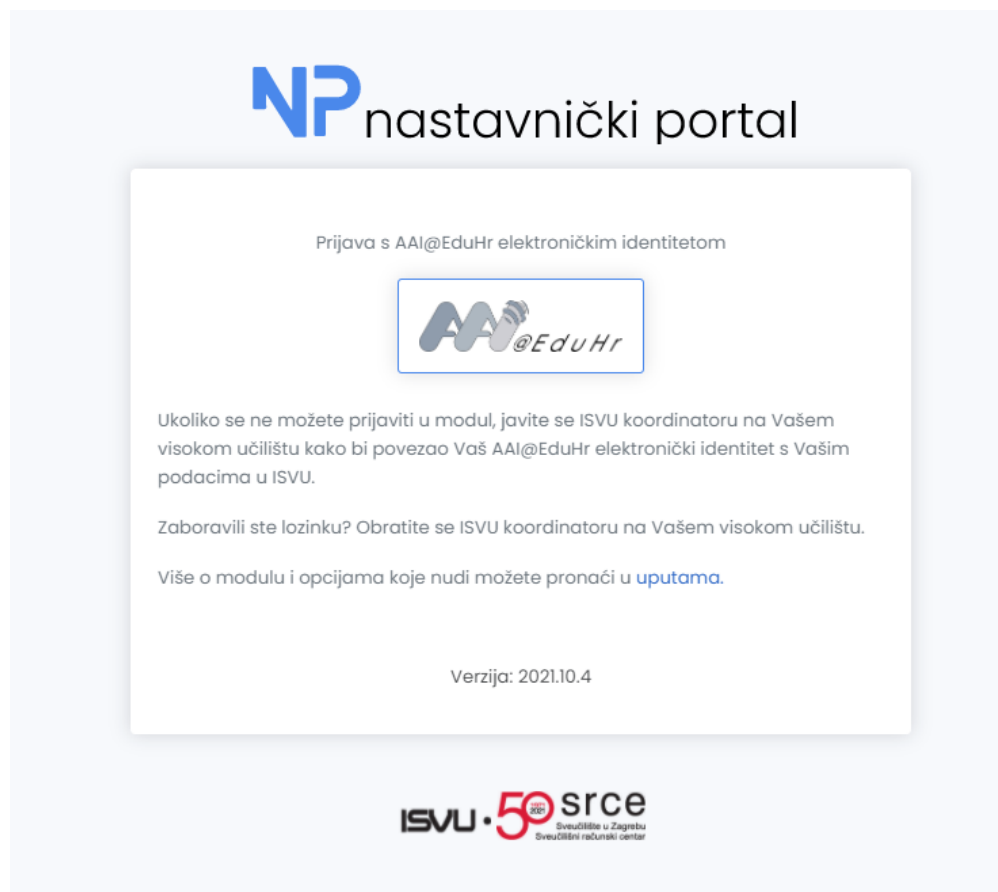 NP nastavnički portal
Prijava s AAI@EduHr elektroničkim identitetom
AAI@EduHr
Ukoliko se ne možete prijaviti u modul, javite se ISVU koordinatoru na Vašem
visokom učilištu kako bi povezao Vaš AAI@EduHr elektronički identitet s Vašim
podacima u ISVU.
Zaboravili ste lozinku? Obratite se ISVU koordinatoru na Vašem visokom učilištu.
Više o modulu i opcijama koje nudi možete pronaći u uputama.
Verzija: 2021.10.4
ISVU · 50 srce
1971 2021
Sveučilište u Zagrebu
Sveučilišni računski centar